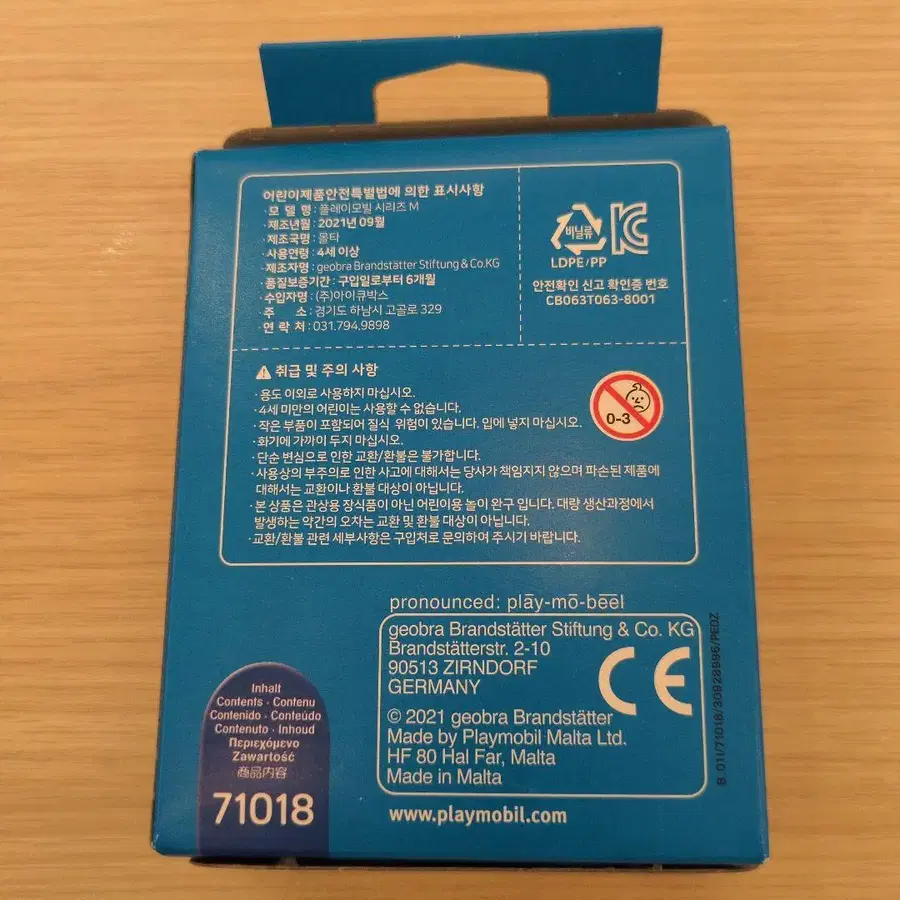 어린이제품안전특별법에 의한 표시사항
· 모 델 명 : 플레이모빌 시리즈 M
· 제조년월 : 2021년 09월
· 제조국명 : 몰타
· 사용연령 : 4세 이상
· 제조자명 : geobra Brandstätter Stiftung & Co.KG
· 품질보증기간 : 구입일로부터 6개월
· 수입자명 : (주)아이큐박스
· 주 소 : 경기도 하남시 고골로 329
· 연 락 처 : 031.794.9898
비닐류
LDPE/PP
안전확인 신고 확인증 번호
CB063T063-8001
취급 및 주의 사항
· 용도 이외로 사용하지 마십시오.
· 4세 미만의 어린이는 사용할 수 없습니다.
· 작은 부품이 포함되어 질식 위험이 있습니다. 입에 넣지 마십시오.
· 화기에 가까이 두지 마십시오.
· 단순 변심으로 인한 교환/환불은 불가합니다.
· 사용상의 부주의로 인한 사고에 대해서는 당사가 책임지지 않으며 파손된 제품에
대해서는 교환이나 환불 대상이 아닙니다.
· 본 상품은 관상용 장식품이 아닌 어린이용 놀이 완구 입니다. 대량 생산과정에서
발생하는 약간의 오차는 교환 및 환불 대상이 아닙니다.
· 교환/환불 관련 세부사항은 구입처로 문의하여 주시기 바랍니다.
0-3
pronounced: plāy-mō-bēēl
geobra Brandstätter Stiftung & Co. KG
Brandstätterstr. 2-10
90513 ZIRNDORF
GERMANY
CE
© 2021 geobra Brandstätter
Made by Playmobil Malta Ltd.
HF 80 Hal Far, Malta
Made in Malta
www.playmobil.com
B 01I/71018/30928996/PEDZ
Inhalt
Contents · Contenu
Contenido · Conteúdo
Contenuto · Inhoud
Περιεχόμενο
Zawartość
商品内容
71018